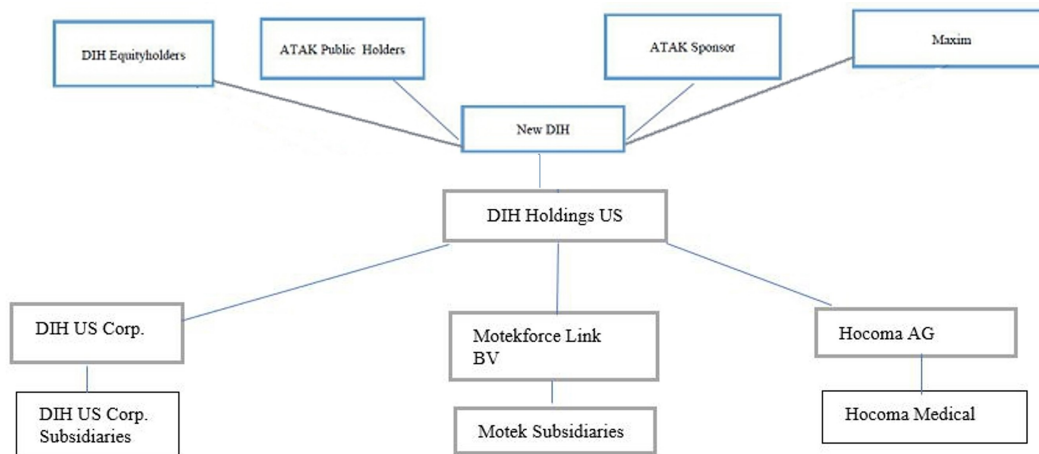 DIH Equityholders
ATAK Public Holders
ATAK Sponsor
Maxim
New DIH
DIH Holdings US
DIH US Corp.
Motekforce Link
BV
Hocoma AG
DIH US Corp.
Subsidiaries
Motek Subsidiaries
Hocoma Medical